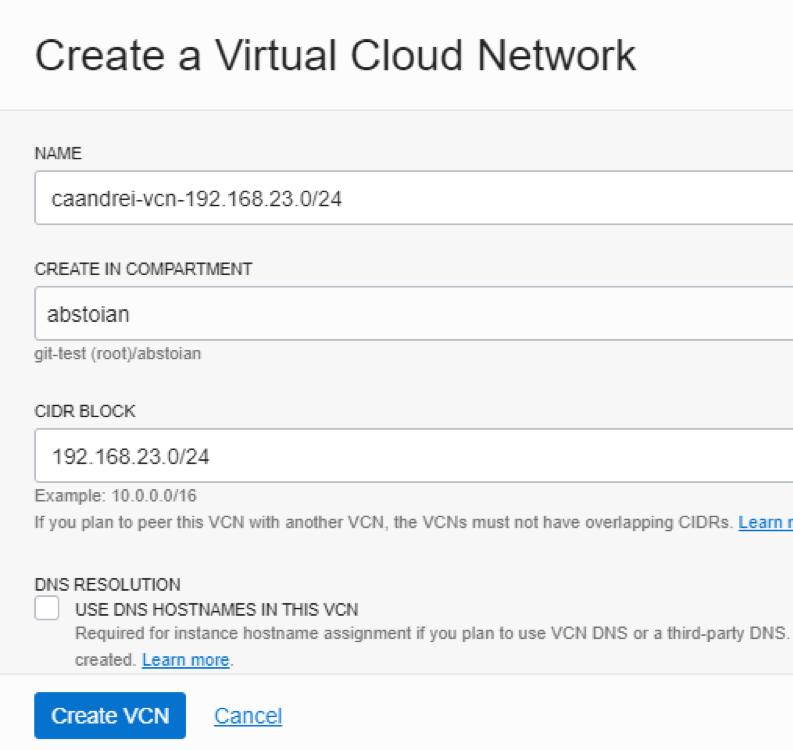 Create a Virtual Cloud Network
NAME
caandrei-vcn-192.168.23.0/24
CREATE IN COMPARTMENT
abstoian
git-test (root)/abstoian
CIDR BLOCK
192.168.23.0/24
Example: 10.0.0.0/16
If you plan to peer this VCN with another VCN, the VCNs must not have overlapping CIDRs. Learn
DNS RESOLUTION
USE DNS HOSTNAMES IN THIS VCN
Required for instance hostname assignment if you plan to use VCN DNS or a third-party DNS.
created. Learn more.
Create VCN Cancel